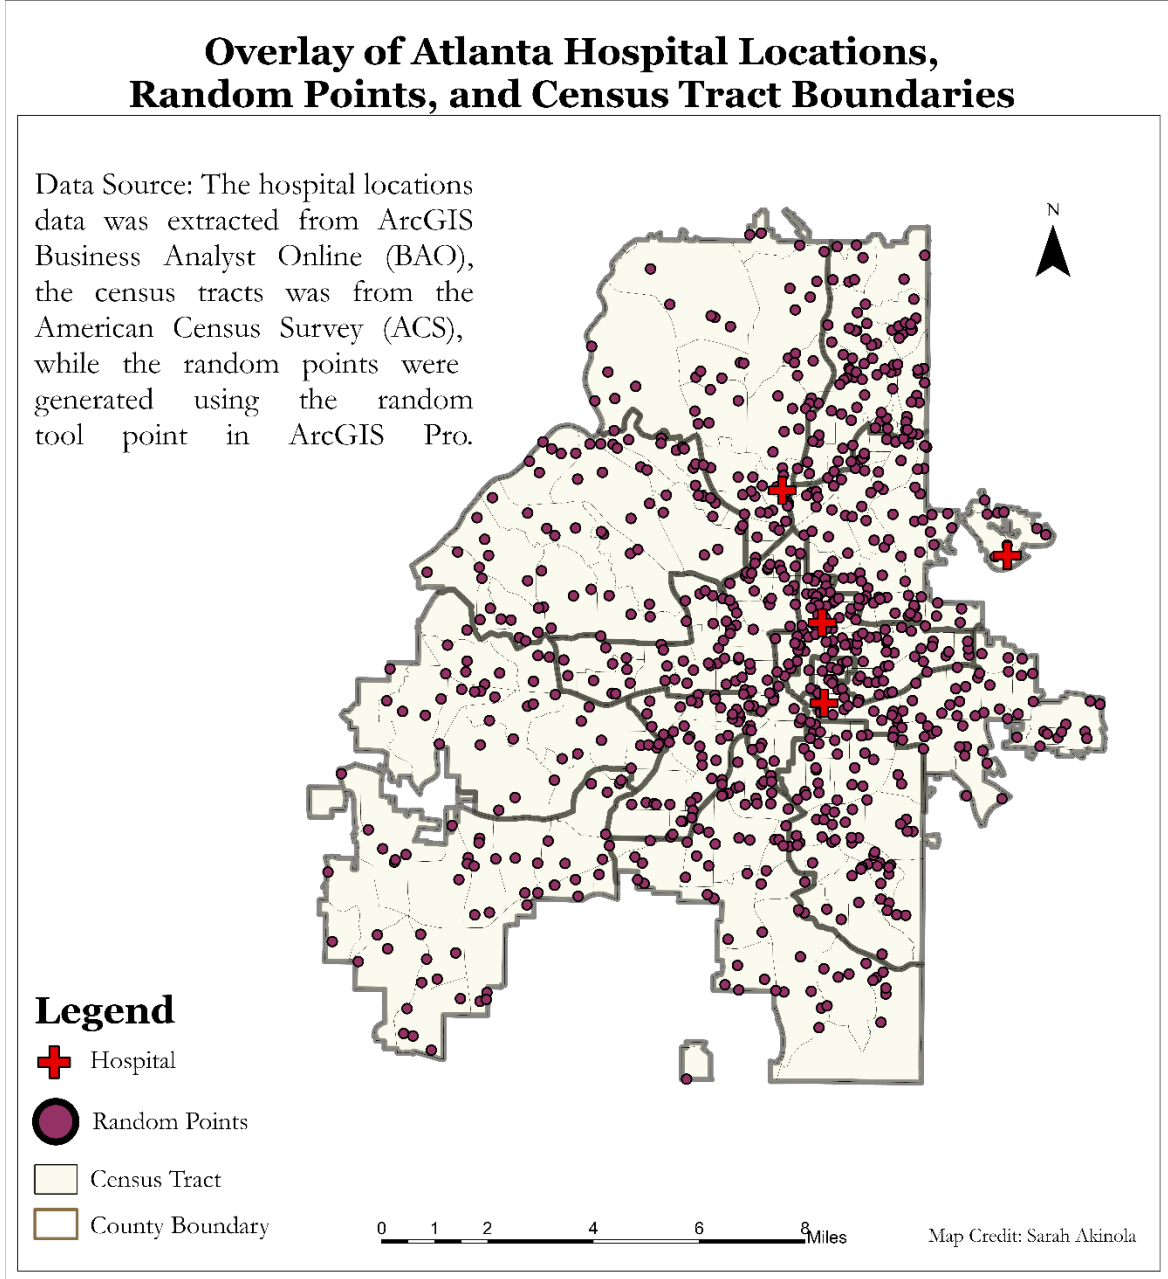 Overlay of Atlanta Hospital Locations,
Random Points, and Census Tract Boundaries
Data Source: The hospital locations
data was extracted from ArcGIS
Business Analyst Online (BAO),
the census tracts was from the
American Census Survey (ACS),
while the random points were
generated using the random
tool point in ArcGIS Pro.
N
Legend
Hospital
Random Points
Census Tract
County Boundary
0 1 2 4 6 8 Miles
Map Credit: Sarah Akinola